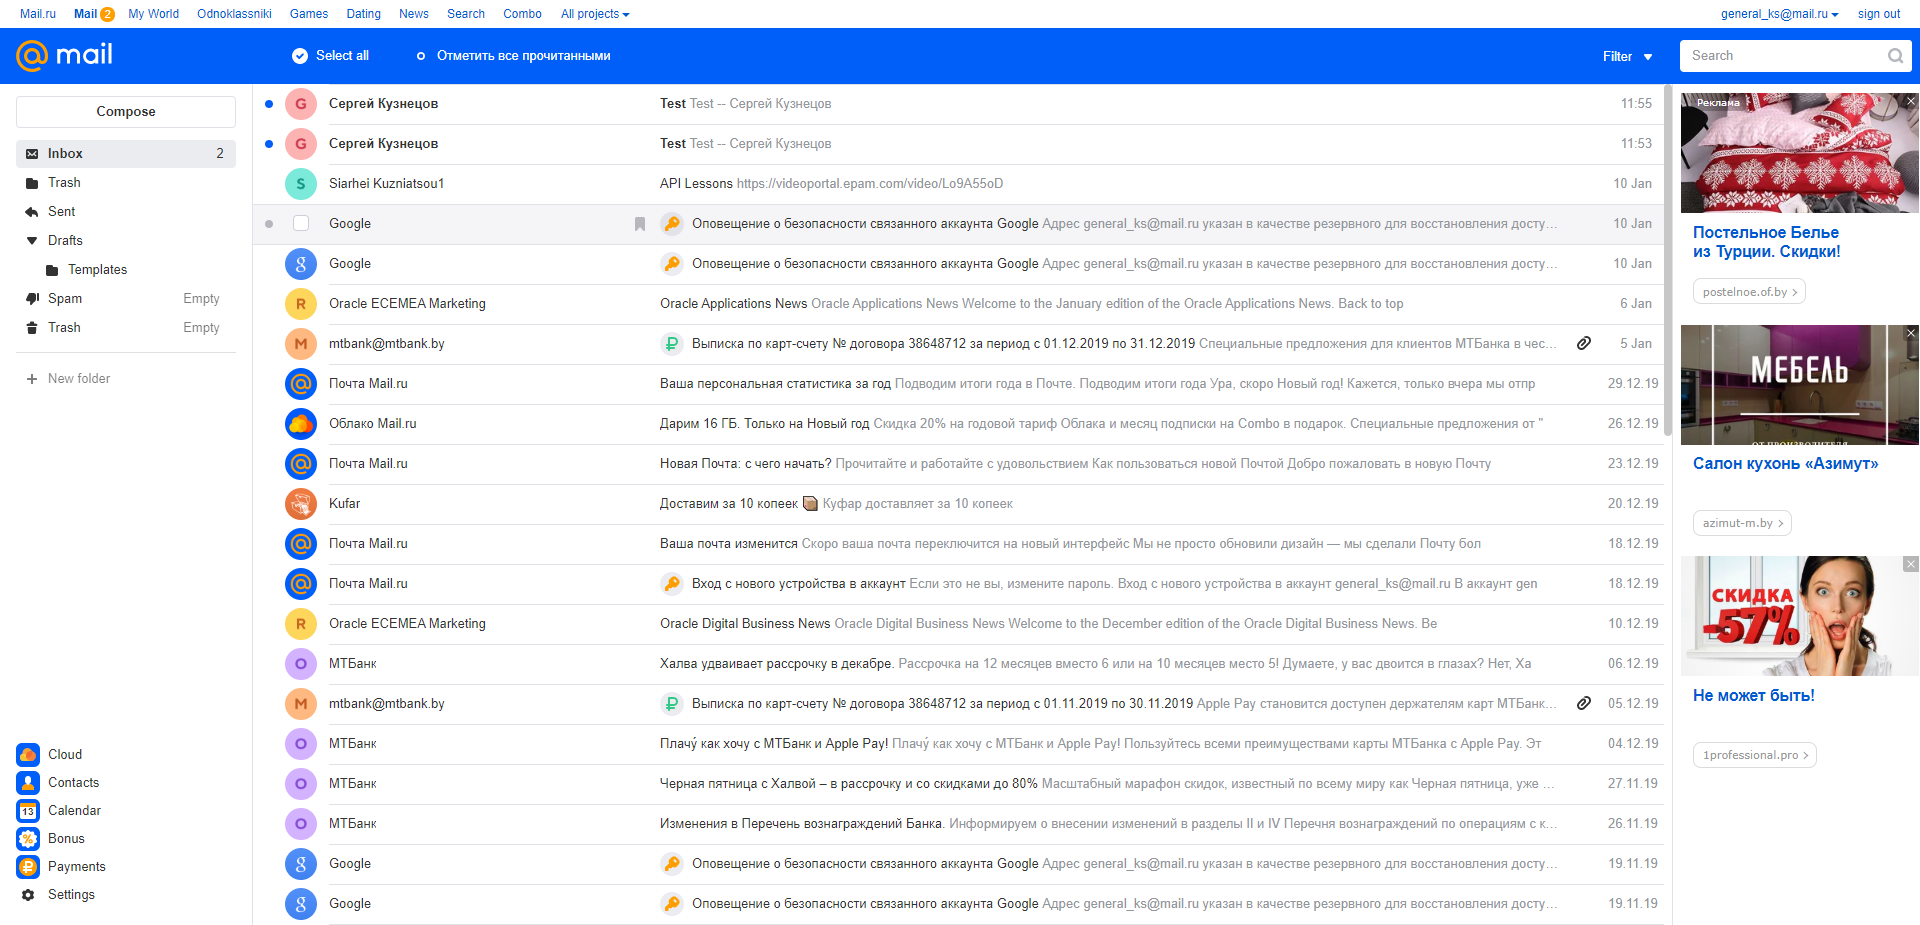 Mail.ru Mail 2 My World Odnoklassniki Games Dating News Search Combo All projects general_ks@mail.ru sign out
@mail Select all Отметить все прочитанными Filter Search
Compose
Inbox 2
Trash
Sent
Drafts
Templates
Spam Empty
Trash Empty
New folder
Cloud
Contacts
13 Calendar
% Bonus
Payments
Settings
G Сергей Кузнецов Test Test -- Сергей Кузнецов 11:55
G Сергей Кузнецов Test Test -- Сергей Кузнецов 11:53
S Siarhei Kuzniatsou1 API Lessons https://videoportal.epam.com/video/Lo9A55oD 10 Jan
Google Оповещение о безопасности связанного аккаунта Google Адрес general_ks@mail.ru указан в качестве резервного для восстановления досту... 10 Jan
g Google Оповещение о безопасности связанного аккаунта Google Адрес general_ks@mail.ru указан в качестве резервного для восстановления досту... 10 Jan
R Oracle ECEMEA Marketing Oracle Applications News Oracle Applications News Welcome to the January edition of the Oracle Applications News. Back to top 6 Jan
M mtbank@mtbank.by ₽ Выписка по карт-счету № договора 38648712 за период с 01.12.2019 по 31.12.2019 Специальные предложения для клиентов МТБанка в чес... 5 Jan
@ Почта Mail.ru Ваша персональная статистика за год Подводим итоги года в Почте. Подводим итоги года Ура, скоро Новый год! Кажется, только вчера мы отпр 29.12.19
Облако Mail.ru Дарим 16 ГБ. Только на Новый год Скидка 20% на годовой тариф Облака и месяц подписки на Combo в подарок. Специальные предложения от " 26.12.19
@ Почта Mail.ru Новая Почта: с чего начать? Прочитайте и работайте с удовольствием Как пользоваться новой Почтой Добро пожаловать в новую Почту 23.12.19
Kufar Доставим за 10 копеек Куфар доставляет за 10 копеек 20.12.19
@ Почта Mail.ru Ваша почта изменится Скоро ваша почта переключится на новый интерфейс Мы не просто обновили дизайн — мы сделали Почту бол 18.12.19
@ Почта Mail.ru Вход с нового устройства в аккаунт Если это не вы, измените пароль. Вход с нового устройства в аккаунт general_ks@mail.ru В аккаунт gen 18.12.19
R Oracle ECEMEA Marketing Oracle Digital Business News Oracle Digital Business News Welcome to the December edition of the Oracle Digital Business News. Be 10.12.19
О МТБанк Халва удваивает рассрочку в декабре. Рассрочка на 12 месяцев вместо 6 или на 10 месяцев место 5! Думаете, у вас двоится в глазах? Нет, Ха 06.12.19
M mtbank@mtbank.by ₽ Выписка по карт-счету № договора 38648712 за период с 01.11.2019 по 30.11.2019 Apple Pay становится доступен держателям карт МТБанк... 05.12.19
О МТБанк Плачу́ как хочу с МТБанк и Apple Pay! Плачу́ как хочу с МТБанк и Apple Pay! Пользуйтесь всеми преимуществами карты МТБанка с Apple Pay. Эт 04.12.19
О МТБанк Черная пятница с Халвой – в рассрочку и со скидками до 80% Масштабный марафон скидок, известный по всему миру как Черная пятница, уже ... 27.11.19
О МТБанк Изменения в Перечень вознаграждений Банка. Информируем о внесении изменений в разделы II и IV Перечня вознаграждений по операциям с к... 26.11.19
g Google Оповещение о безопасности связанного аккаунта Google Адрес general_ks@mail.ru указан в качестве резервного для восстановления досту... 19.11.19
g Google Оповещение о безопасности связанного аккаунта Google Адрес general_ks@mail.ru указан в качестве резервного для восстановления досту... 19.11.19
Реклама
Постельное Белье
из Турции. Скидки!
postelnoe.of.by
МЕБЕЛЬ
ОТ ПРОИЗВОДИТЕЛЯ
Салон кухонь «Азимут»
azimut-m.by
СКИДКА
-57%
Не может быть!
1professional.pro